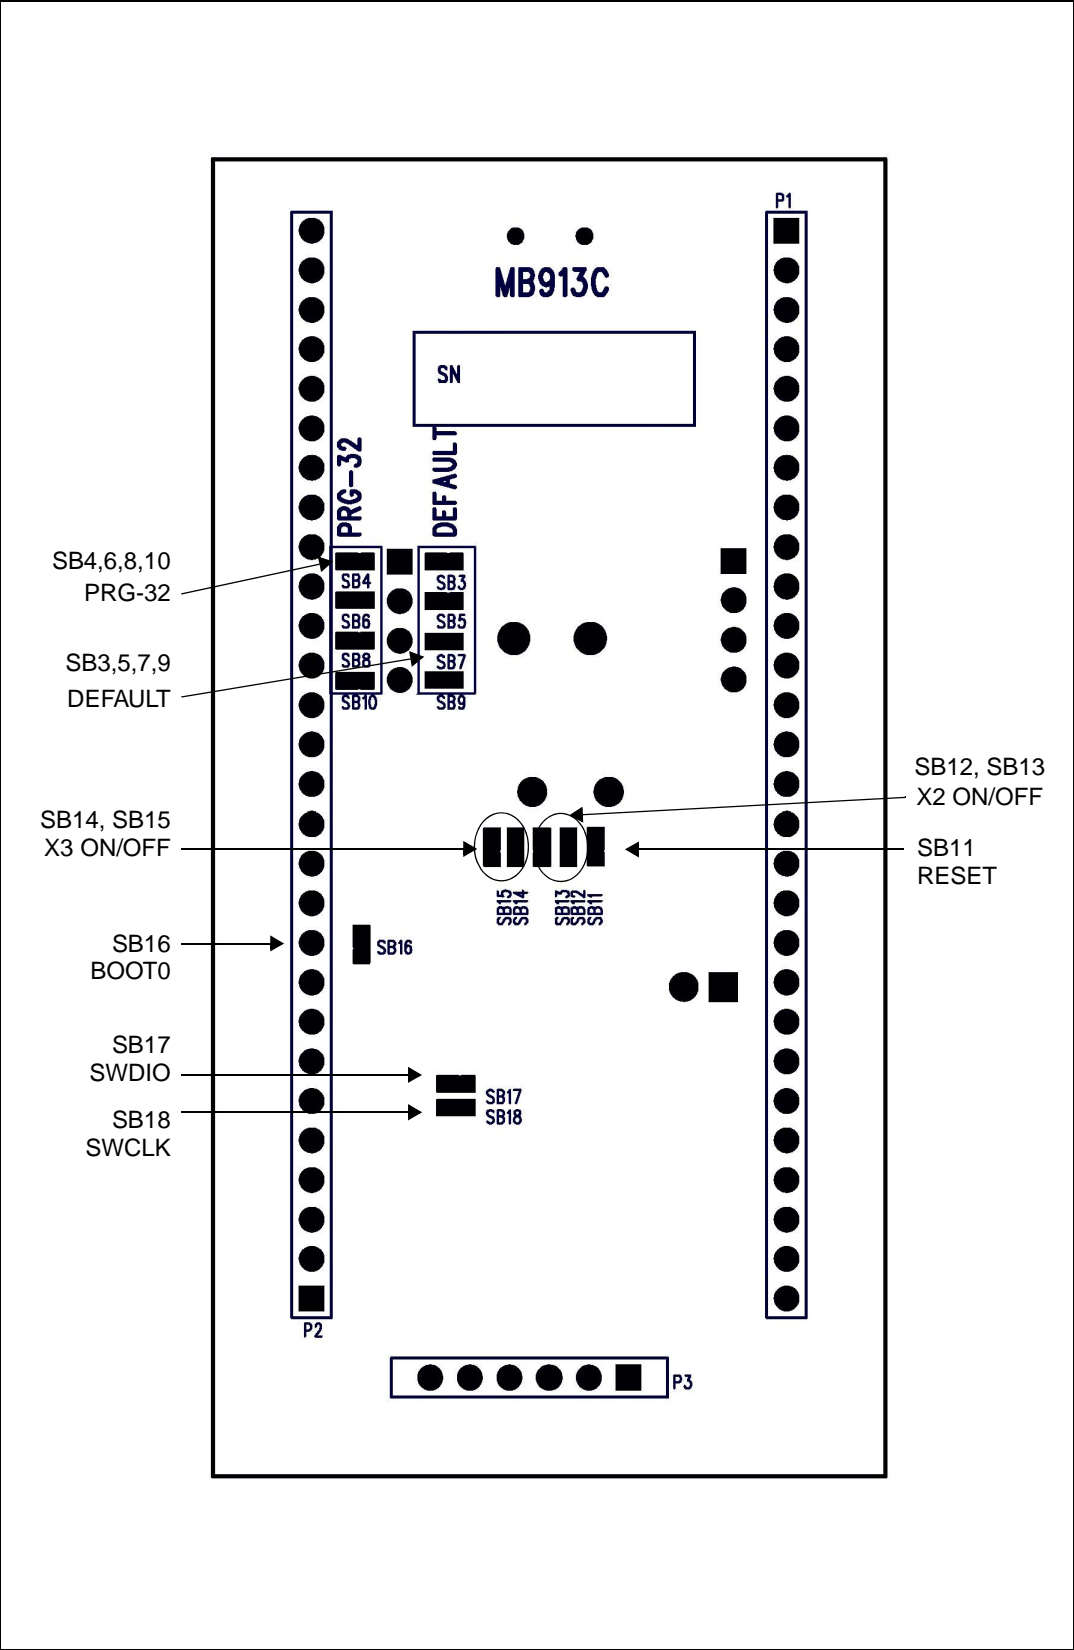 P1
MB913C
SN
PRG-32
DEFAULT
SB4,6,8,10
PRG-32
SB4
SB3
SB6
SB5
SB3,5,7,9
DEFAULT
SB8
SB7
SB10
SB9
SB12, SB13
X2 ON/OFF
SB14, SB15
X3 ON/OFF
SB11
RESET
SB15
SB14
SB13
SB12
SB11
SB16
BOOT0
SB16
SB17
SWDIO
SB17
SB18
SB18
SWCLK
P2
P3